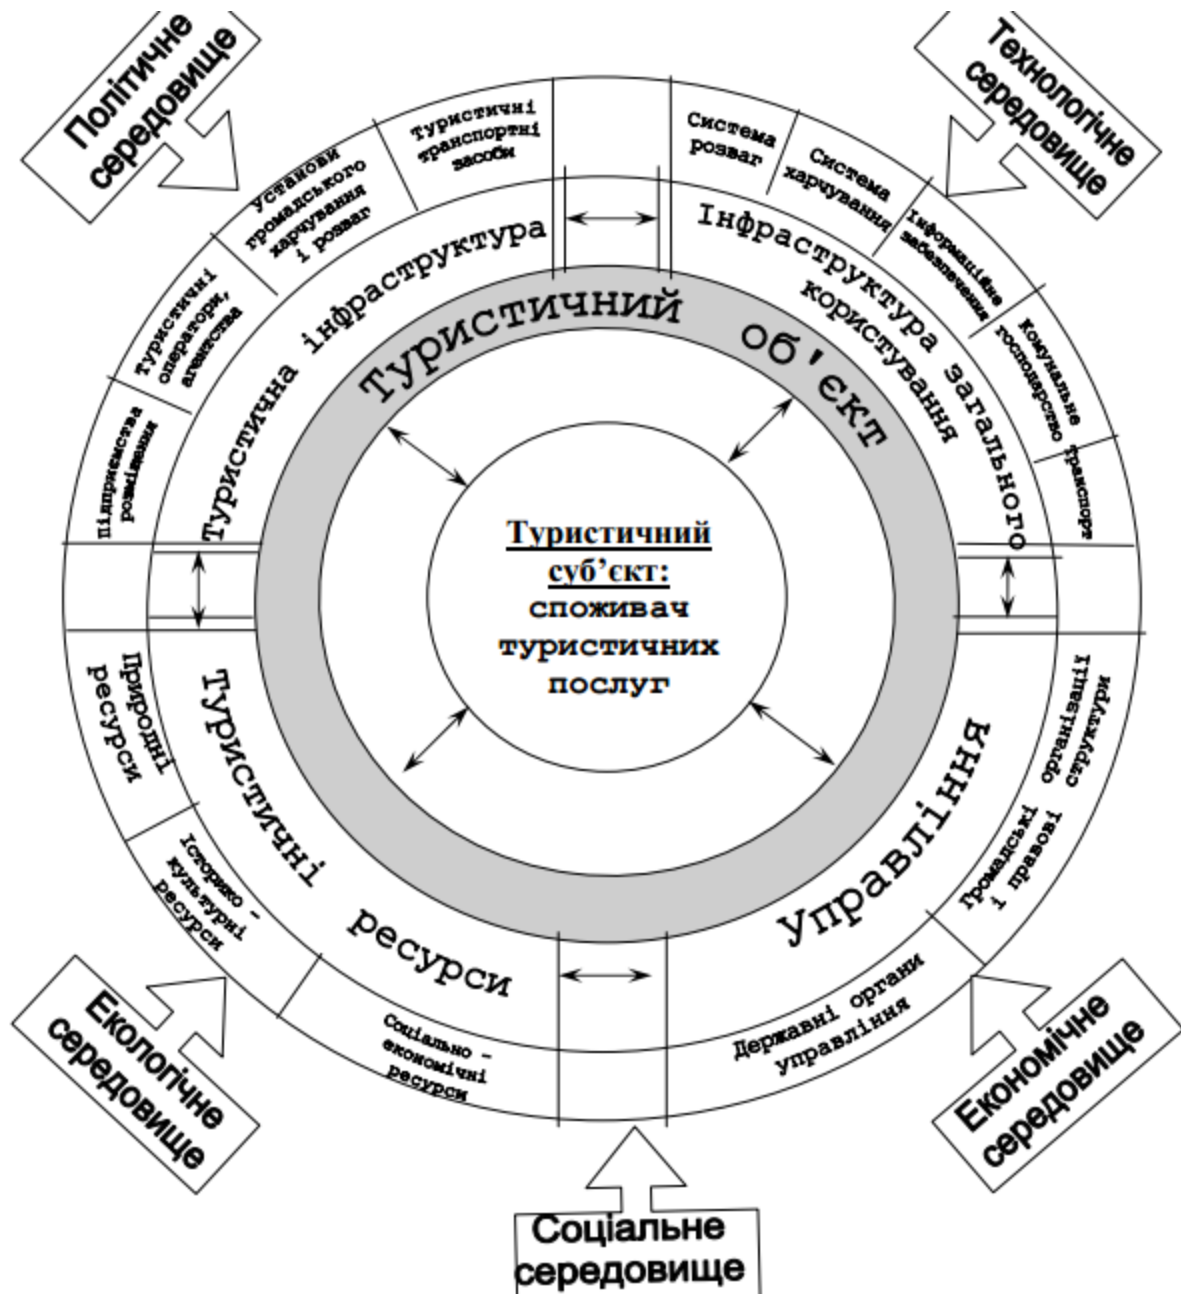 Політичне
середовище
Технологічне
середовище
Туристичні
транспортні
засоби
Система
розваг
Установи
громадського
харчування
і розваг
Система
харчування
Інформаційне
забезпечення
Туристичні
оператори,
агентства
Комунальне
господарство
Підприємства
розміщення
транспорт
Туристична інфраструктура
Інфраструктура загального
користування
Туристичний об'єкт
Туристичний
суб’єкт:
споживач
туристичних
послуг
Природні
ресурси
Туристичні ресурси
Управління
Громадські організації
і правові структури
Історико –
культурні
ресурси
Соціально –
економічні
ресурси
Державні органи
управління
Екологічне
середовище
Економічне
середовище
Соціальне
середовище